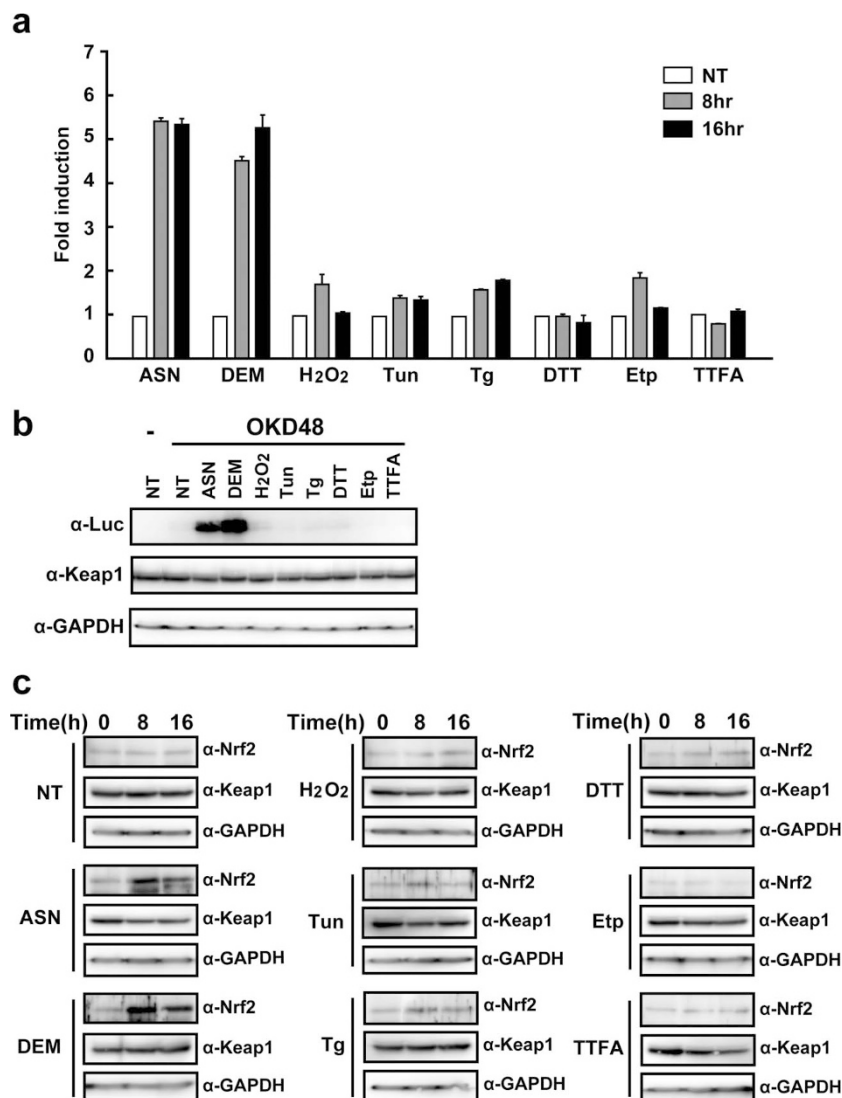 a
7
6
5
4
3
2
1
0
Fold induction
NT
8hr
16hr
ASN DEM H2O2 Tun Tg DTT Etp TTFA
b
- OKD48
NT NT ASN DEM H2O2 Tun Tg DTT Etp TTFA
α-Luc
α-Keap1
α-GAPDH
c
Time(h) 0 8 16
NT
α-Nrf2
α-Keap1
α-GAPDH
ASN
α-Nrf2
α-Keap1
α-GAPDH
DEM
α-Nrf2
α-Keap1
α-GAPDH
Time(h) 0 8 16
H2O2
α-Nrf2
α-Keap1
α-GAPDH
Tun
α-Nrf2
α-Keap1
α-GAPDH
Tg
α-Nrf2
α-Keap1
α-GAPDH
Time(h) 0 8 16
DTT
α-Nrf2
α-Keap1
α-GAPDH
Etp
α-Nrf2
α-Keap1
α-GAPDH
TTFA
α-Nrf2
α-Keap1
α-GAPDH